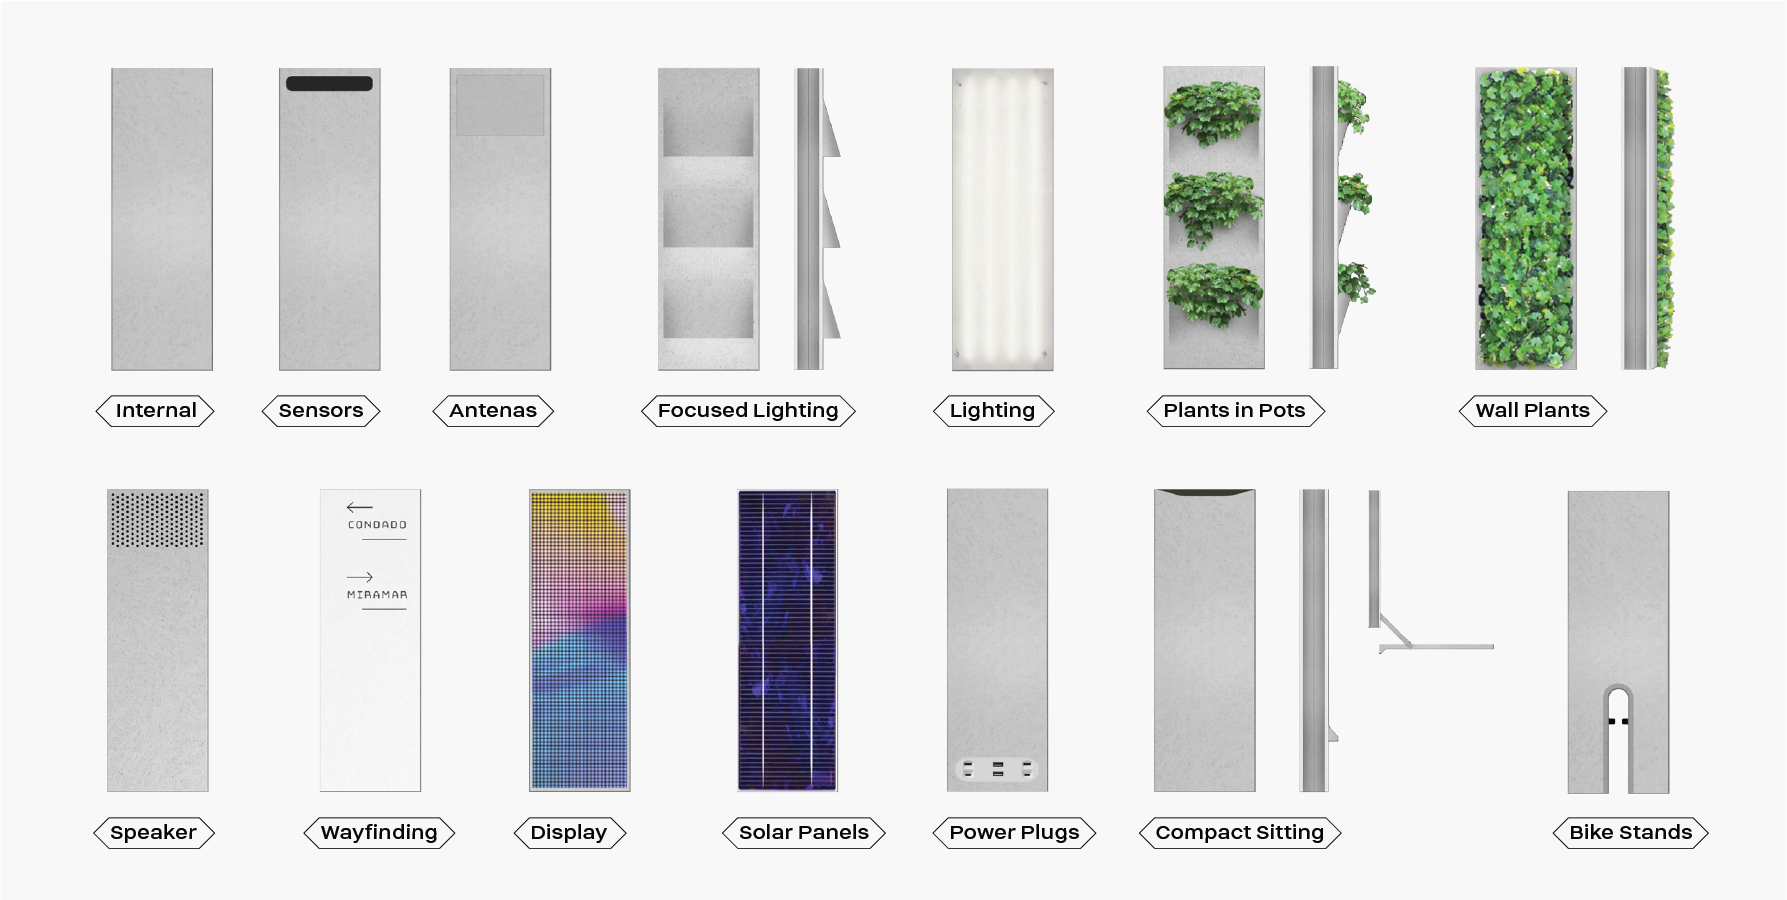 Internal
Sensors
Antenas
Focused Lighting
Lighting
Plants in Pots
Wall Plants
CONDADO
MIRAMAR
Speaker
Wayfinding
Display
Solar Panels
Power Plugs
Compact Sitting
Bike Stands